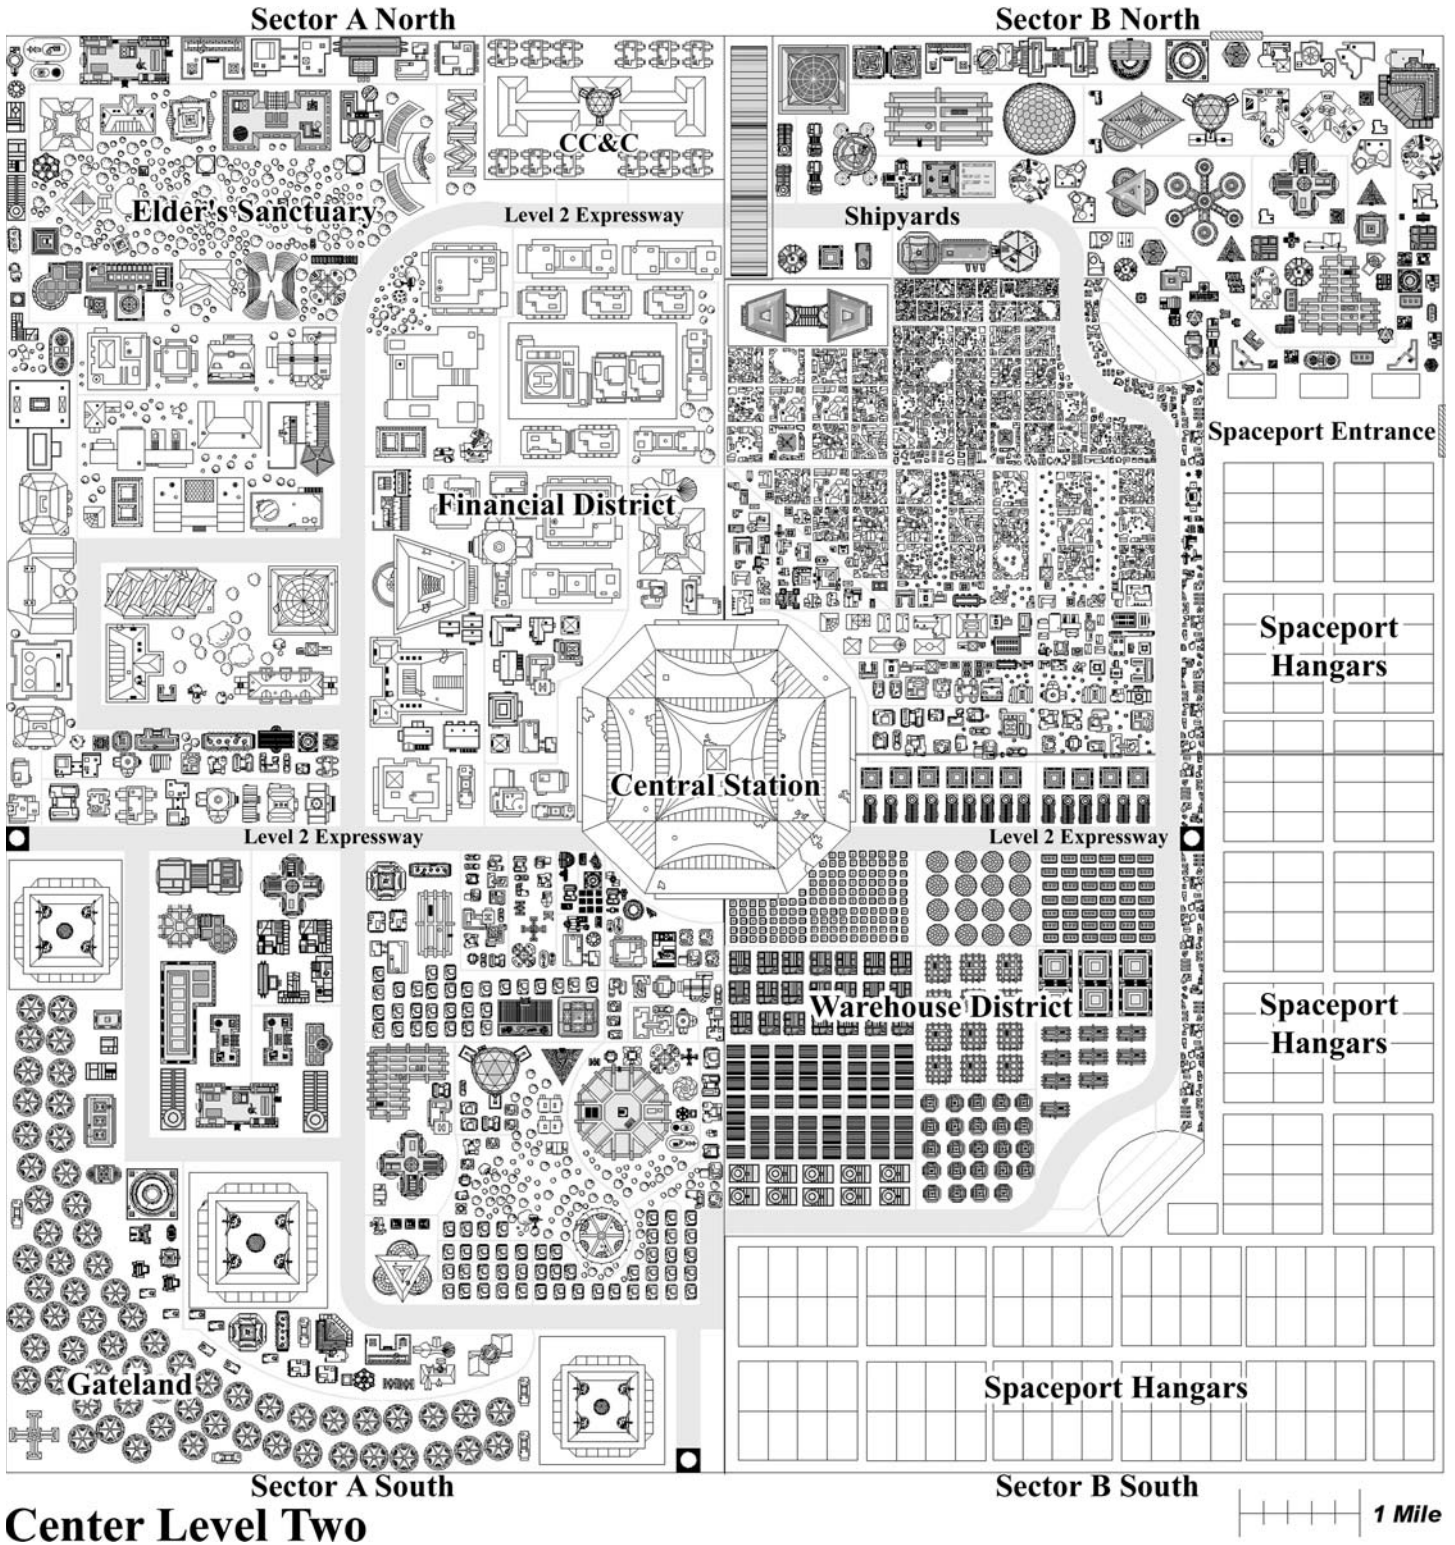 Sector A North
Sector B North
CC&C
Elder's Sanctuary
Level 2 Expressway
Shipyards
Spaceport Entrance
Financial District
Spaceport
Hangars
Central Station
Level 2 Expressway
Level 2 Expressway
Warehouse District
Spaceport
Hangars
Gateland
Spaceport Hangars
Sector A South
Sector B South
Center Level Two
1 Mile